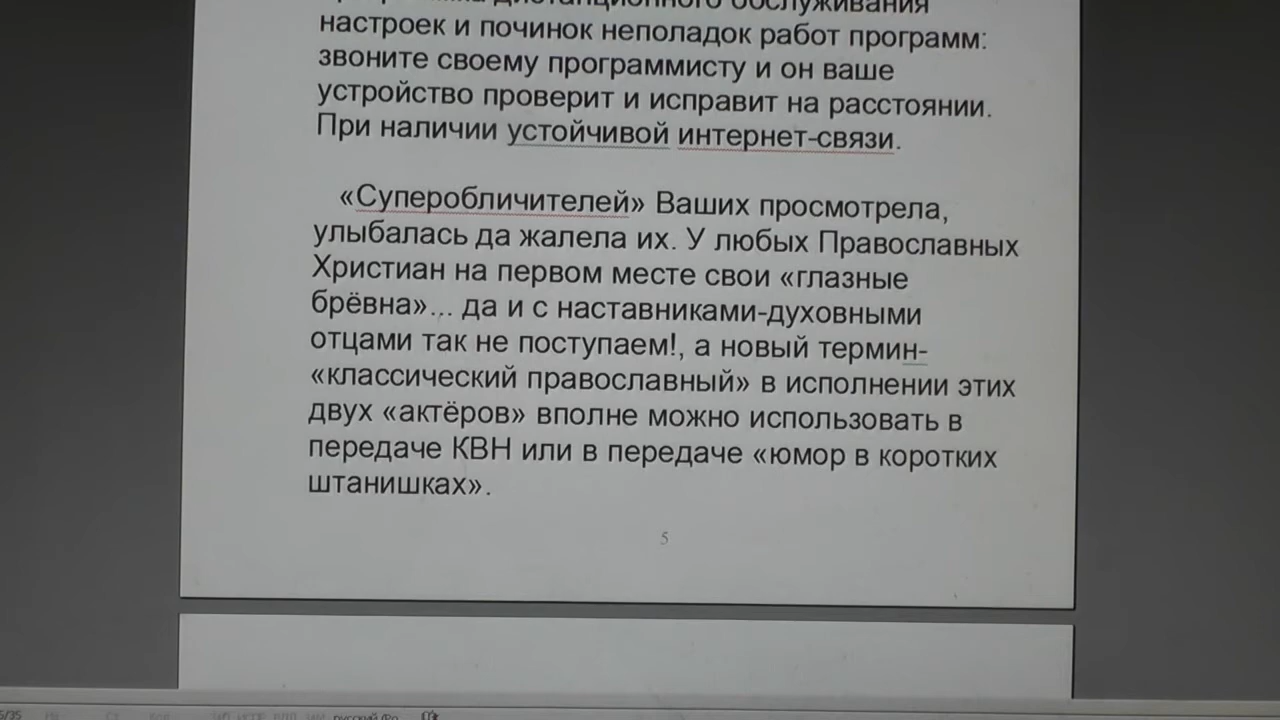 обслуживания
настроек и починок неполадок работ программ:
звоните своему программисту и он ваше
устройство проверит и исправит на расстоянии.
При наличии устойчивой интернет-связи.
«Суперобличителей» Ваших просмотрела,
улыбалась да жалела их. У любых Православных
Христиан на первом месте свои «глазные
брёвна»... да и с наставниками-духовными
отцами так не поступаем!, а новый термин-
«классический православный» в исполнении этих
двух «актёров» вполне можно использовать в
передаче КВН или в передаче «юмор в коротких
штанишках».
5